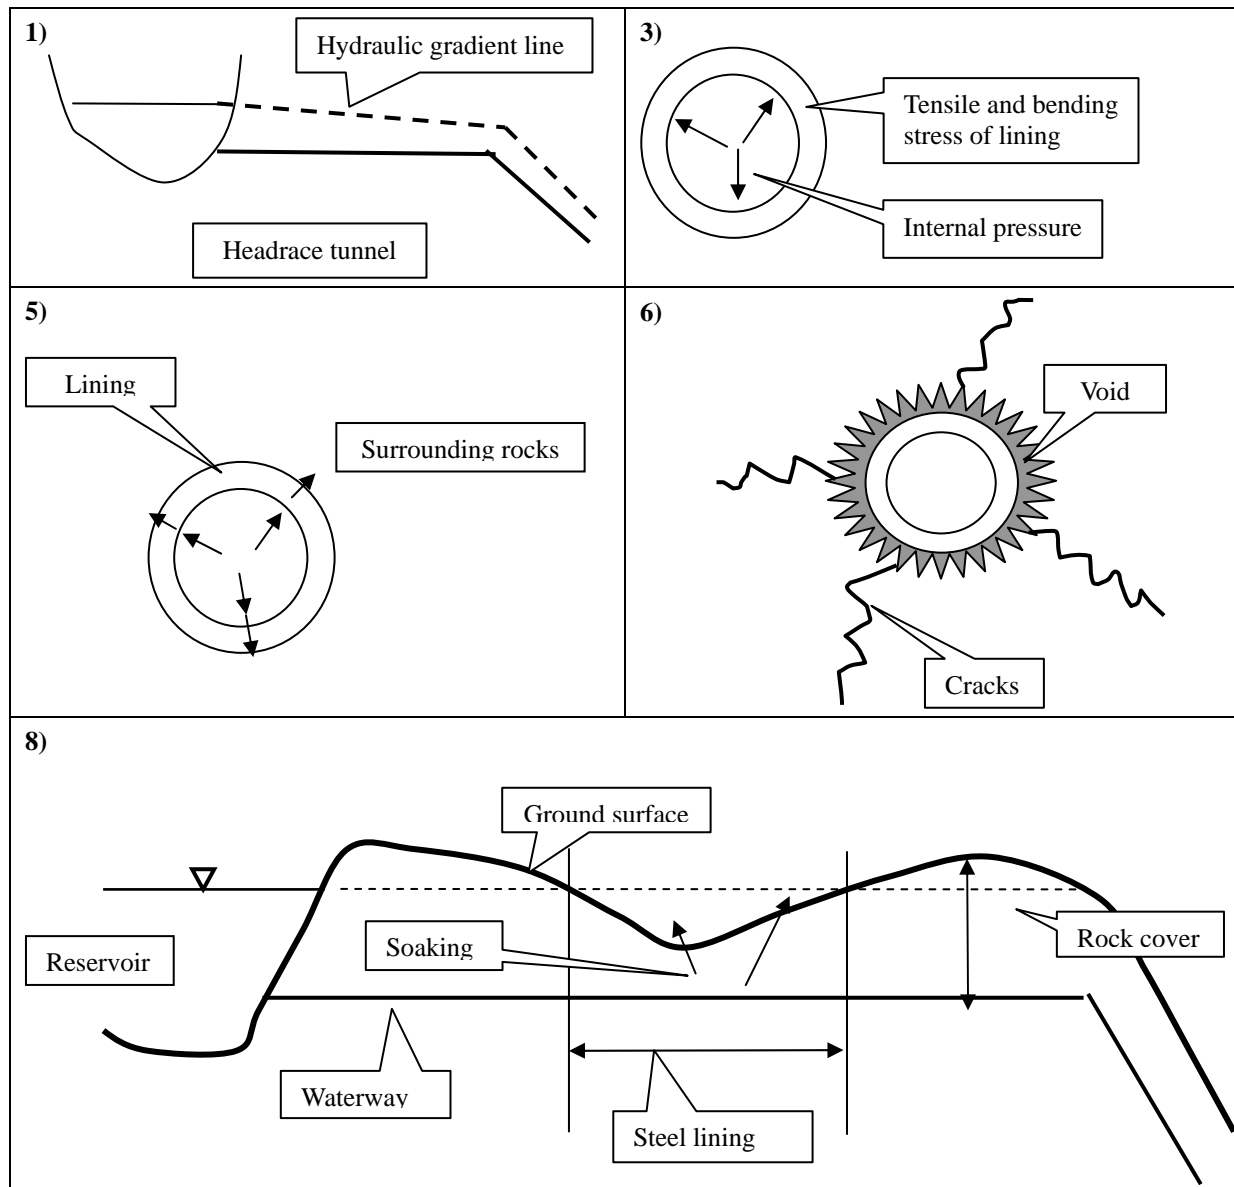 1)
Hydraulic gradient line
Headrace tunnel
3)
Tensile and bending
stress of lining
Internal pressure
5)
Lining
Surrounding rocks
6)
Void
Cracks
8)
Ground surface
Soaking
Rock cover
Reservoir
Waterway
Steel lining